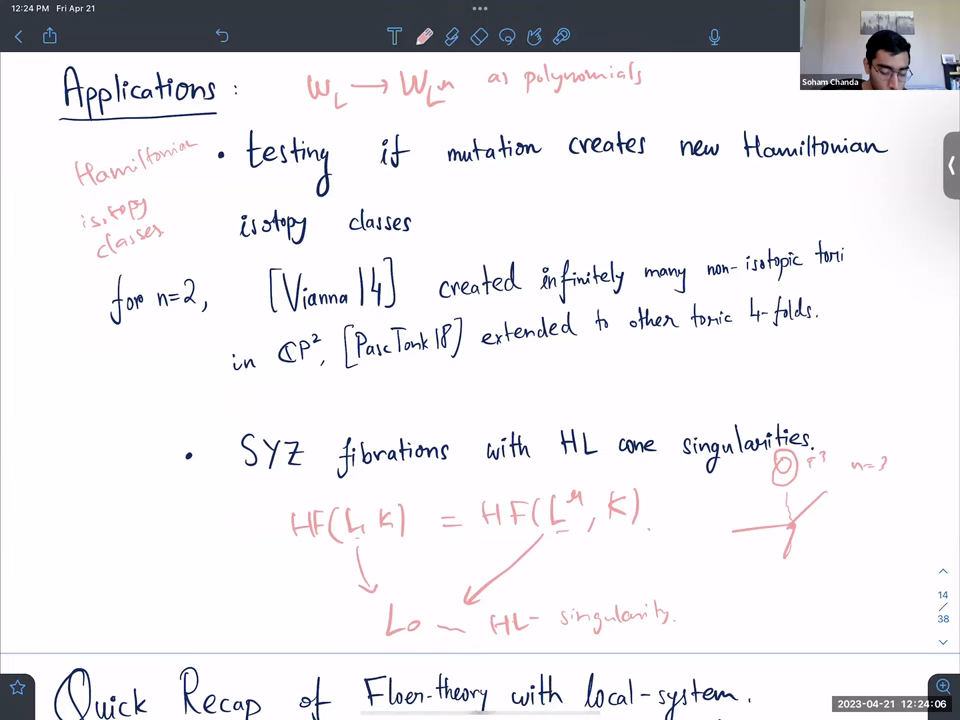 12:24 PM Fri Apr 21
Soham Chanda
Applications :
W_L → W_{L^μ} as polynomials
Hamiltonian isotopy classes
• testing if mutation creates new Hamiltonian
isotopy classes
for n=2, [Vianna 14] created infinitely many non-isotopic tori
in ℂP², [PascTonk 18] extended to other toric 4-folds.
• SYZ fibrations with HL cone singularities.
T³ n=3
HF(L, K) = HF(L^μ, K).
L₀ — HL- singularity.
14
/
38
Quick Recap of Floer-theory with local-system.
2023-04-21 12:24:06